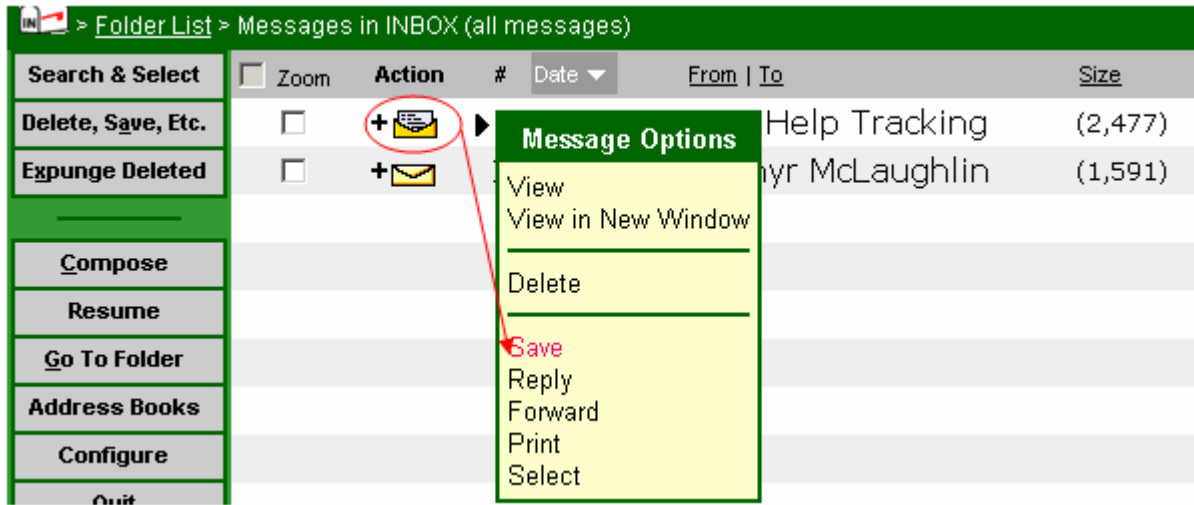 IN > Folder List > Messages in INBOX (all messages)
Search & Select Zoom Action # Date From | To Size
Delete, Save, Etc. + Help Tracking (2,477)
Expunge Deleted + McLaughlin (1,591)
Message Options
View
View in New Window
Delete
Save
Reply
Forward
Print
Select
Compose
Resume
Go To Folder
Address Books
Configure
Quit